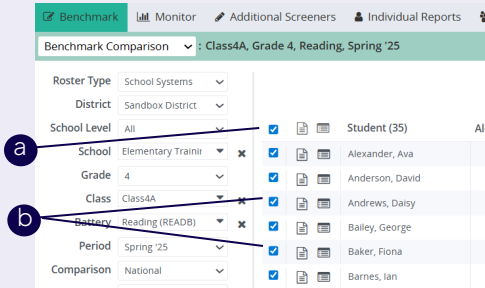 Benchmark Monitor Additional Screeners Individual Reports
Benchmark Comparison : Class4A, Grade 4, Reading, Spring '25
Roster Type School Systems
District Sandbox District
School Level All
Student (35) Al
a
School Elementary Trainin
Alexander, Ava
Grade 4
Anderson, David
Class Class4A
Andrews, Daisy
b
Battery Reading (READB)
Bailey, George
Period Spring '25
Baker, Fiona
Comparison National
Barnes, Ian